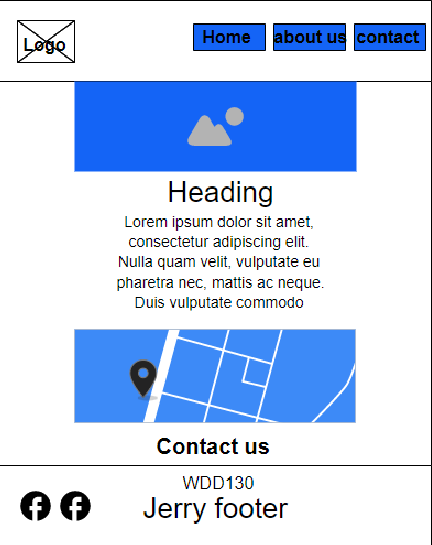 Logo
Home
about us
contact
Heading
Lorem ipsum dolor sit amet,
consectetur adipiscing elit.
Nulla quam velit, vulputate eu
pharetra nec, mattis ac neque.
Duis vulputate commodo
Contact us
WDD130
Jerry footer